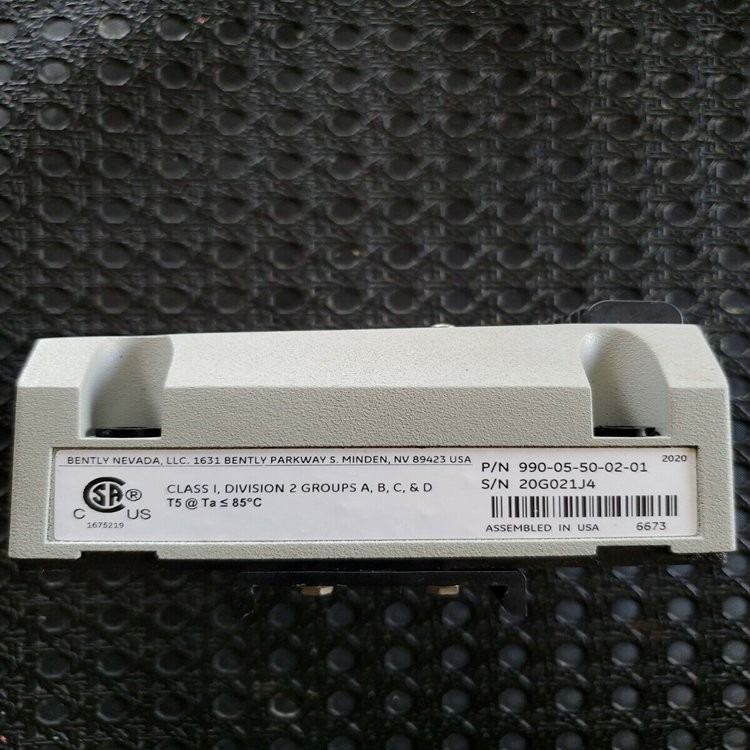 BENTLY NEVADA, LLC. 1631 BENTLY PARKWAY S. MINDEN, NV 89423 USA
2020
P/N 990-05-50-02-01
S/N 20G021J4
CLASS I, DIVISION 2 GROUPS A, B, C, & D
T5 @ Ta ≤ 85°C
SA ®
C US
1675219
ASSEMBLED IN USA 6673